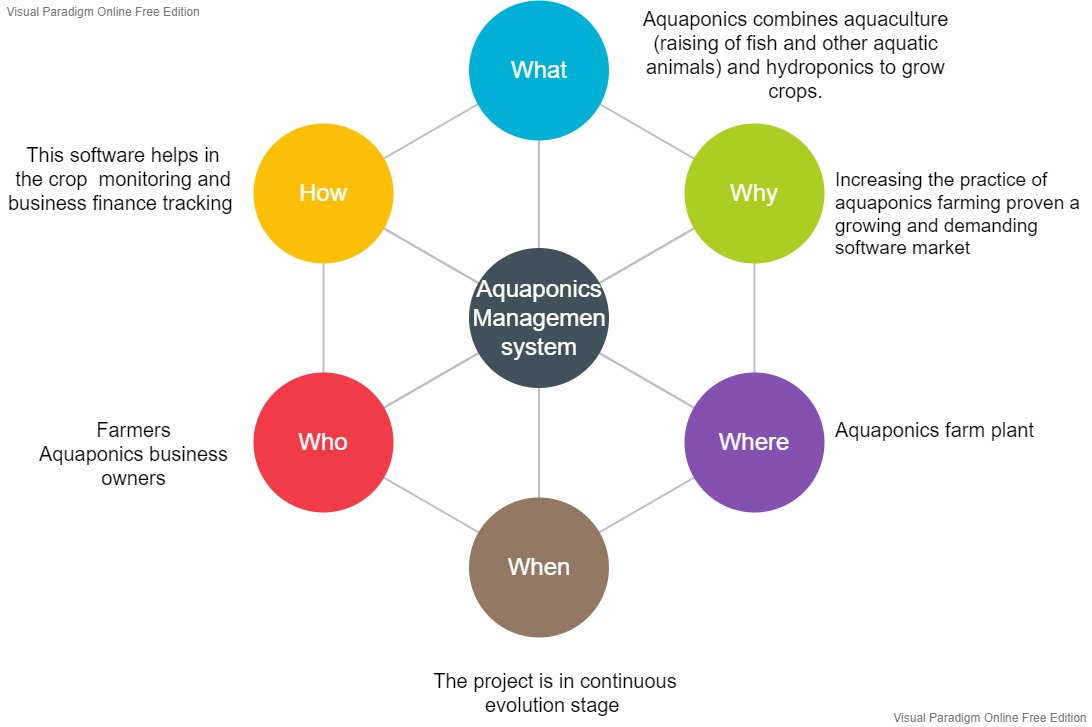 Visual Paradigm Online Free Edition
What
Aquaponics combines aquaculture
(raising of fish and other aquatic
animals) and hydroponics to grow
crops.
This software helps in
the crop  monitoring and
business finance tracking
How
Why
Increasing the practice of
aquaponics farming proven a
growing and demanding
software market
Aquaponics
Managemen
system
Farmers
Aquaponics business
owners
Who
Where
Aquaponics farm plant
When
The project is in continuous
evolution stage
Visual Paradigm Online Free Edition